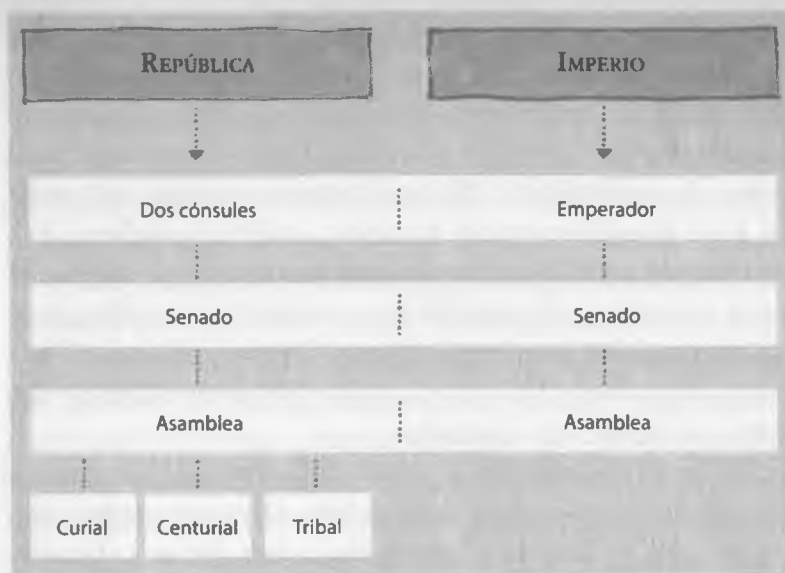 REPÚBLICA
IMPERIO
Dos cónsules
Emperador
Senado
Senado
Asamblea
Asamblea
Curial
Centurial
Tribal